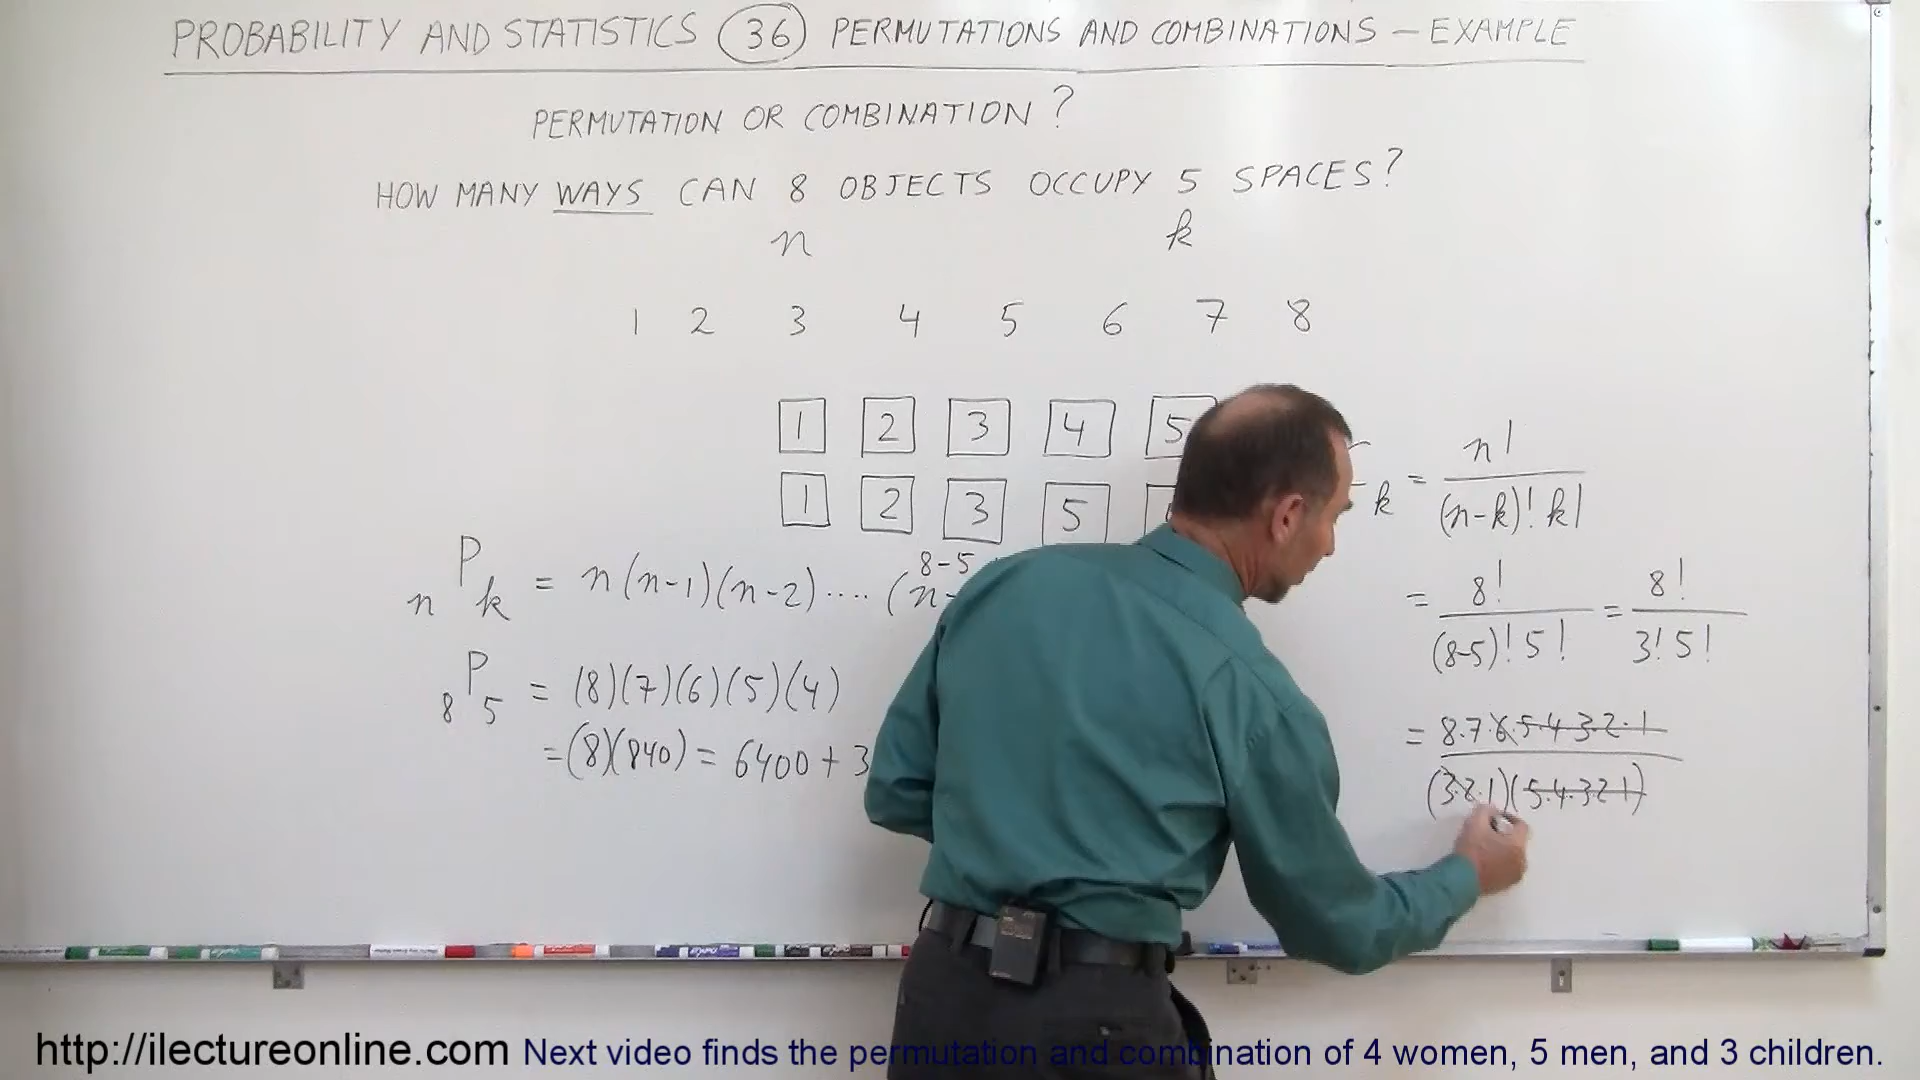 PROBABILITY AND STATISTICS 36 PERMUTATIONS AND COMBINATIONS – EXAMPLE
PERMUTATION OR COMBINATION?
HOW MANY WAYS CAN 8 OBJECTS OCCUPY 5 SPACES?
n k
1 2 3 4 5 6 7 8
1 2 3 4 5
1 2 3 5
8-5
nPk = n(n-1)(n-2)....(n-
8P5 = (8)(7)(6)(5)(4)
=(8)(840) = 6400 + 3
k = n!
(n-k)! k!
= 8! = 8!
(8-5)! 5! 3! 5!
= 8·7·6·5·4·3·2·1
(3·2·1)(5·4·3·2·1)
http://ilectureonline.com Next video finds the permutation and combination of 4 women, 5 men, and 3 children.